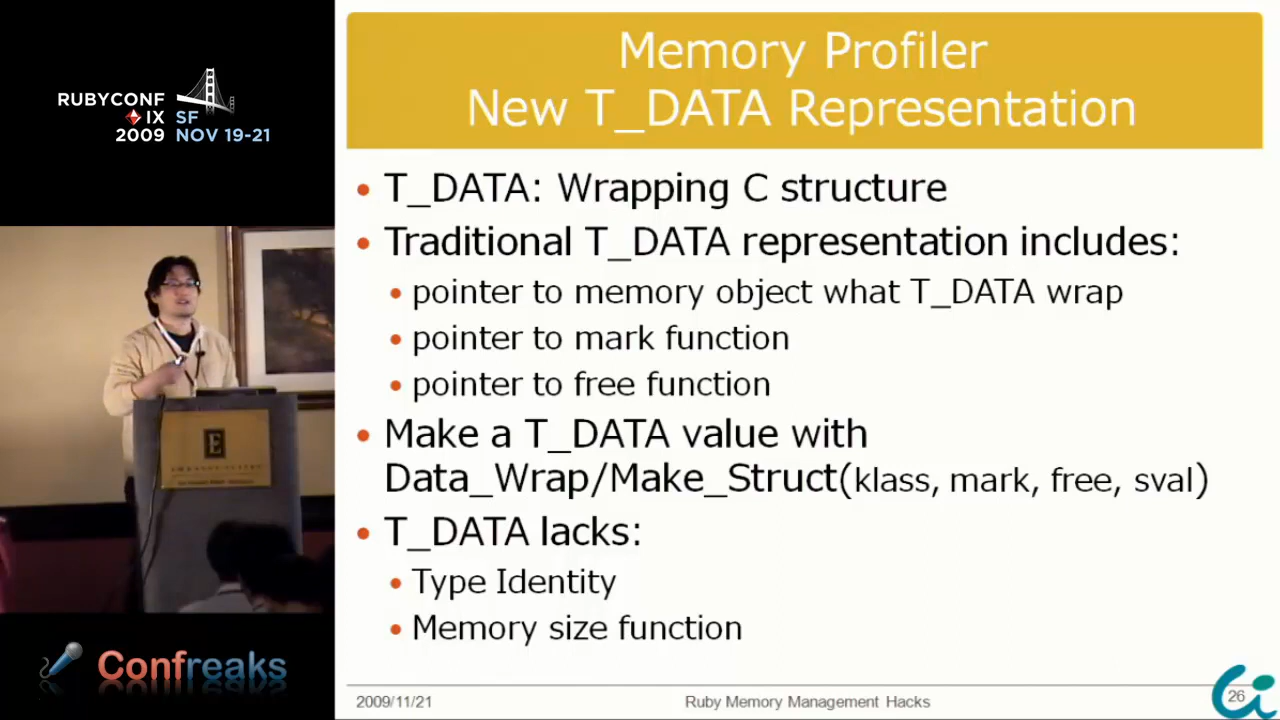 RUBYCONF
IX SF
2009 NOV 19-21
Memory Profiler
New T_DATA Representation
• T_DATA: Wrapping C structure
• Traditional T_DATA representation includes:
• pointer to memory object what T_DATA wrap
• pointer to mark function
• pointer to free function
• Make a T_DATA value with
Data_Wrap/Make_Struct(klass, mark, free, sval)
• T_DATA lacks:
• Type Identity
• Memory size function
E
Confreaks
2009/11/21
Ruby Memory Management Hacks
26